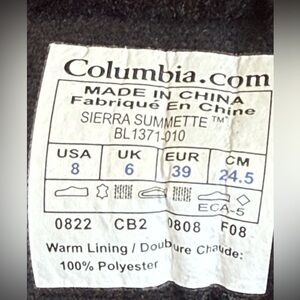 Columbia.com
MADE IN CHINA
Fabriqué En Chine
SIERRA SUMMETTE™
BL1371-010
USA UK EUR CM
8 6 39 24.5
ECA-5
0822 CB2 0808 F08
Warm Lining / Doublure Chaude:
100% Polyester